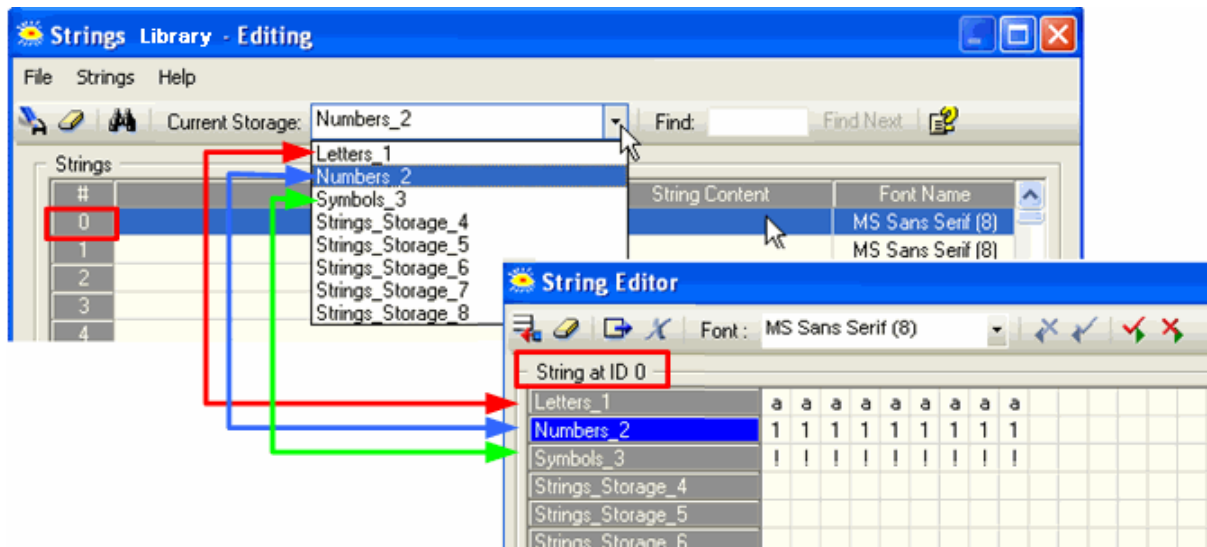 Strings Library - Editing
File Strings Help
Current Storage: Numbers_2 Find: Find Next
Letters_1
Numbers_2
Symbols_3
Strings_Storage_4
Strings_Storage_5
Strings_Storage_6
Strings_Storage_7
Strings_Storage_8
Strings
# String Content Font Name
0 MS Sans Serif (8)
1 MS Sans Serif (8)
2
3
4
String Editor
Font : MS Sans Serif (8)
String at ID 0
Letters_1 a a a a a a a a a
Numbers_2 1 1 1 1 1 1 1 1 1
Symbols_3 ! ! ! ! ! ! ! ! !
Strings_Storage_4
Strings_Storage_5
Strings_Storage_6